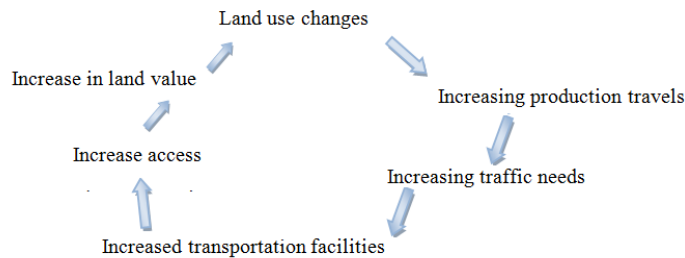 Land use changes
Increase in land value
Increasing production travels
Increase access
Increasing traffic needs
Increased transportation facilities